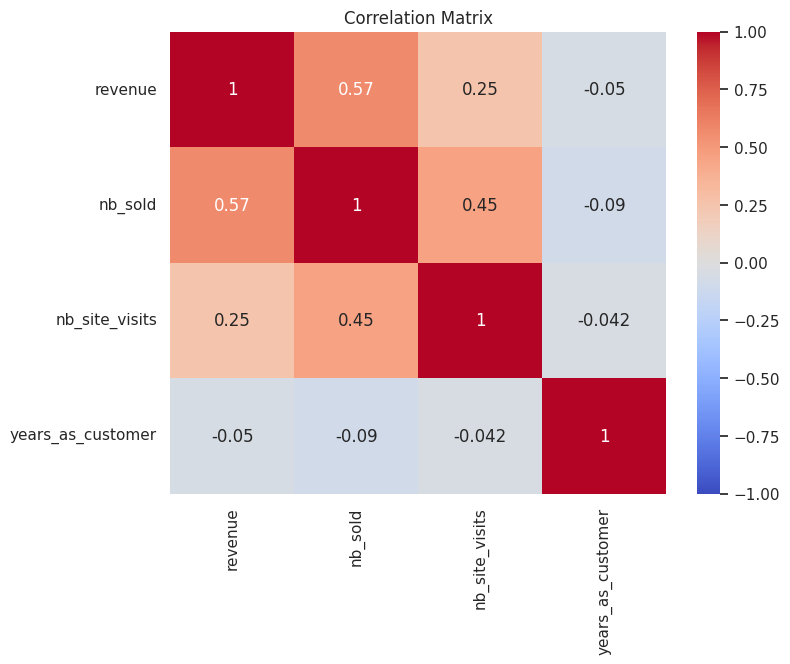 Correlation Matrix
revenue 1 0.57 0.25 -0.05
nb_sold 0.57 1 0.45 -0.09
nb_site_visits 0.25 0.45 1 -0.042
years_as_customer -0.05 -0.09 -0.042 1
revenue
nb_sold
nb_site_visits
years_as_customer
1.00
0.75
0.50
0.25
0.00
−0.25
−0.50
−0.75
−1.00